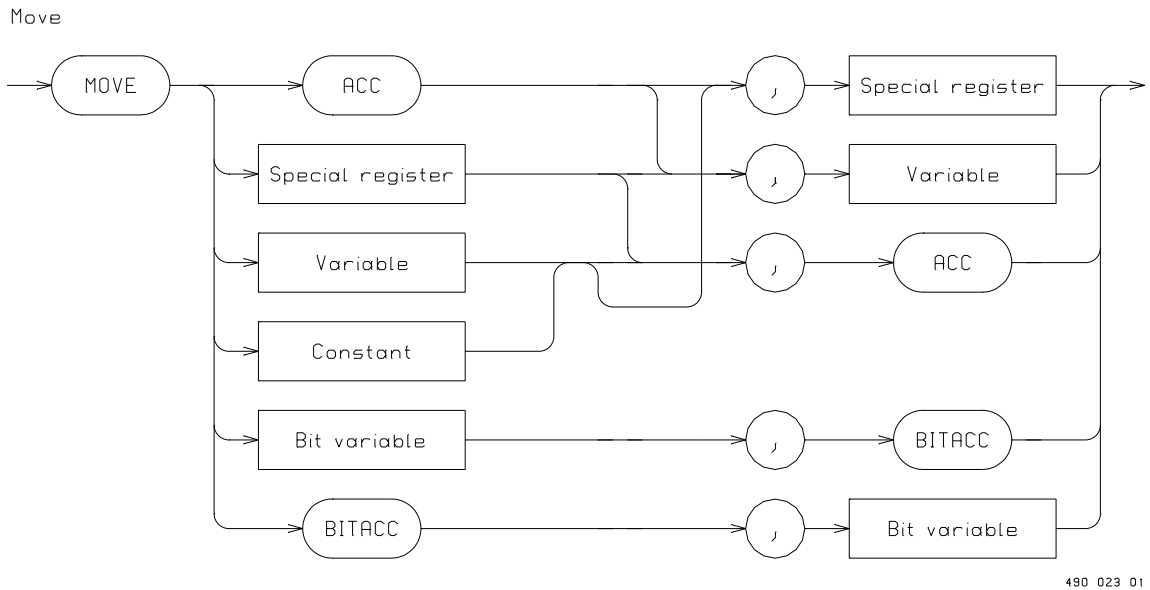 Move
MOVE ACC , Special register
Special register , Variable
Variable , ACC
Constant
Bit variable , BITACC
BITACC , Bit variable
490 023 01